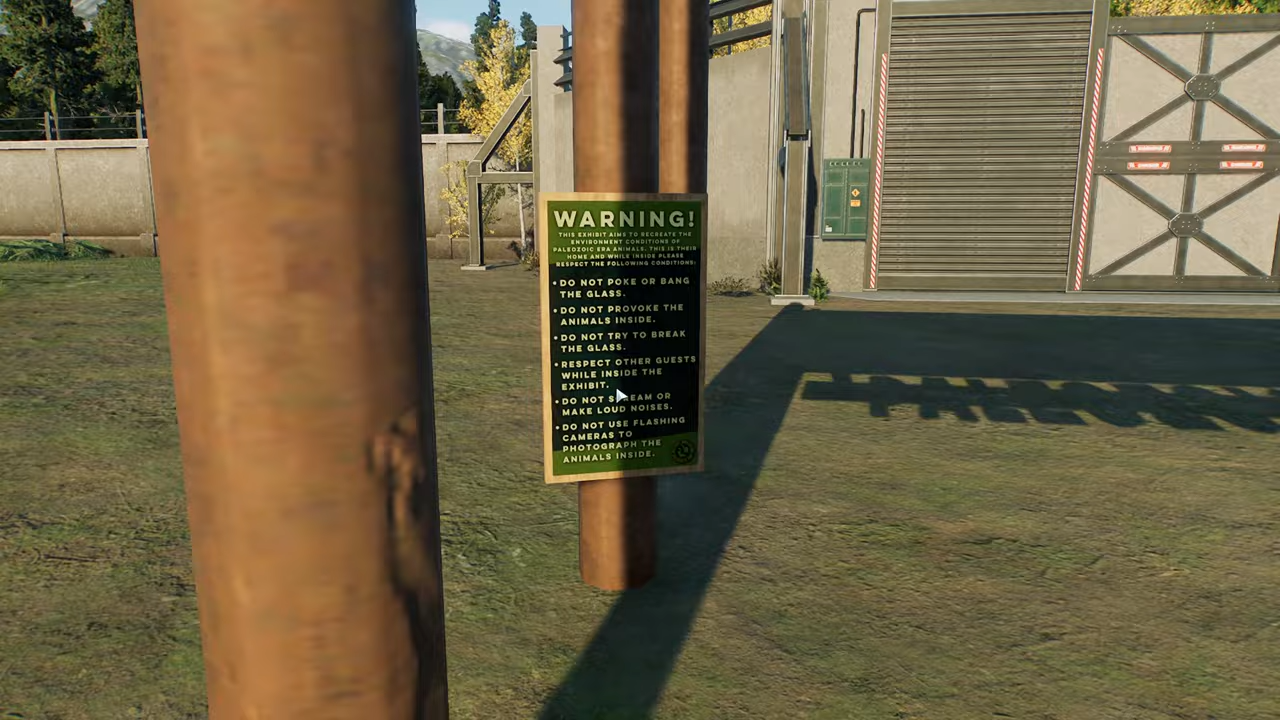 WARNING!
THIS EXHIBIT AIMS TO RECREATE THE
ENVIRONMENT CONDITIONS OF
PALEOZOIC ERA ANIMALS. THIS IS THEIR
HOME AND WHILE INSIDE PLEASE
RESPECT THE FOLLOWING CONDITIONS:
• DO NOT POKE OR BANG
THE GLASS.
• DO NOT PROVOKE THE
ANIMALS INSIDE.
• DO NOT TRY TO BREAK
THE GLASS.
• RESPECT OTHER GUESTS
WHILE INSIDE THE
EXHIBIT.
• DO NOT SCREAM OR
MAKE LOUD NOISES.
• DO NOT USE FLASHING
CAMERAS TO
PHOTOGRAPH THE
ANIMALS INSIDE.